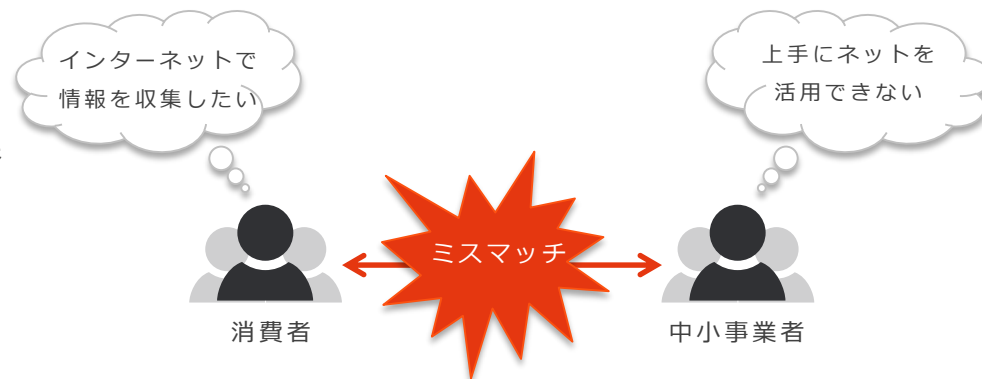 インターネットで
情報を収集したい
上手にネットを
活用できない
ミスマッチ
消費者
中小事業者